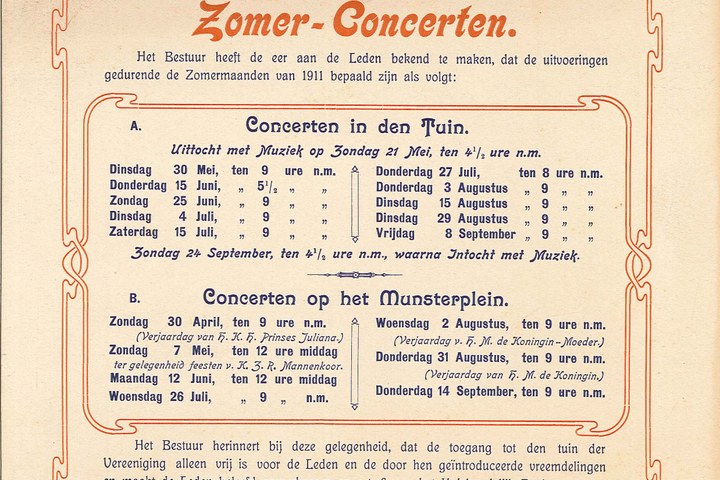 Zomer-Concerten.
Het Bestuur heeft de eer aan de Leden bekend te maken, dat de uitvoeringen
gedurende de Zomermaanden van 1911 bepaald zijn als volgt:
A. Concerten in den Tuin.
Uittocht met Muziek op Zondag 21 Mei, ten 4 1/2 ure n.m.
Dinsdag 30 Mei, ten 9 ure n.m.
Donderdag 15 Juni, „ 5 1/2 „ „
Zondag 25 Juni, „ 9 „ „
Dinsdag 4 Juli, „ 9 „ „
Zaterdag 15 Juli, „ 9 „ „
Donderdag 27 Juli, ten 8 ure n.m.
Donderdag 3 Augustus „ 9 „ „
Dinsdag 15 Augustus „ 9 „ „
Dinsdag 29 Augustus „ 9 „ „
Vrijdag 8 September „ 9 „ „
Zondag 24 September, ten 4 1/2 ure n.m., waarna Intocht met Muziek.
B. Concerten op het Munsterplein.
Zondag 30 April, ten 9 ure n.m.
(Verjaardag van H. K. H. Prinses Juliana.)
Zondag 7 Mei, ten 12 ure middag
ter gelegenheid feesten v. K. Z. R. Mannenkoor.
Maandag 12 Juni, ten 12 ure middag
Woensdag 26 Juli, „ 9 „ n.m.
Woensdag 2 Augustus, ten 9 ure n.m.
(Verjaardag v. H. M. de Koningin-Moeder.)
Donderdag 31 Augustus, ten 9 ure n.m.
(Verjaardag van H. M. de Koningin.)
Donderdag 14 September, ten 9 ure n.m.
Het Bestuur herinnert bij deze gelegenheid, dat de toegang tot den tuin der
Vereeniging alleen vrij is voor de Leden en de door hen geïntroduceerde vreemdelingen